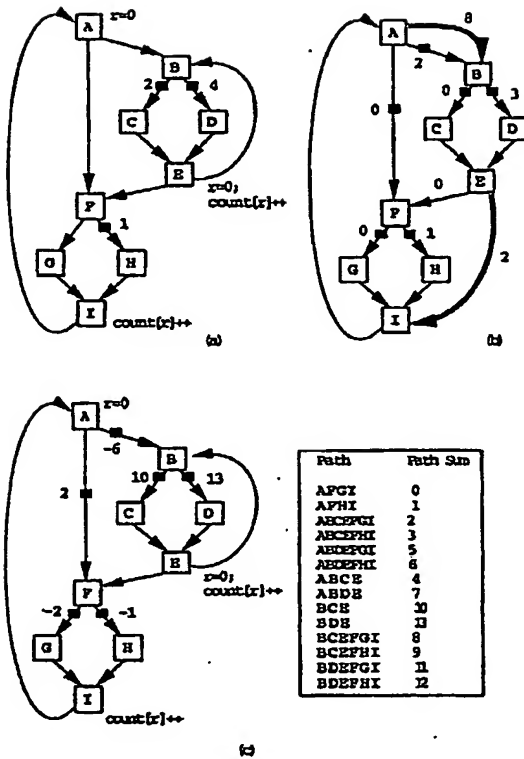 A r=0
B
2 4
C D
E
r=0;
count[r]++
F
1
G H
I
count[r]++
(a)
8
A
2
B
0 3
0
C D
E
0
F
0 1
G H
2
I
(b)
A r=0
-6
B
10 13
2
C D
E
r=0;
count[r]++
F
-2 -1
G H
I
count[r]++
(c)
Path Path Sum
AFGI 0
AFHI 1
ABCEFGI 2
ABCEFHI 3
ABDEFGI 5
ABDEFHI 6
ABCE 4
ABDE 7
BCE 10
BDE 13
BCEFGI 8
BCEFHI 9
BDEFGI 11
BDEFHI 12